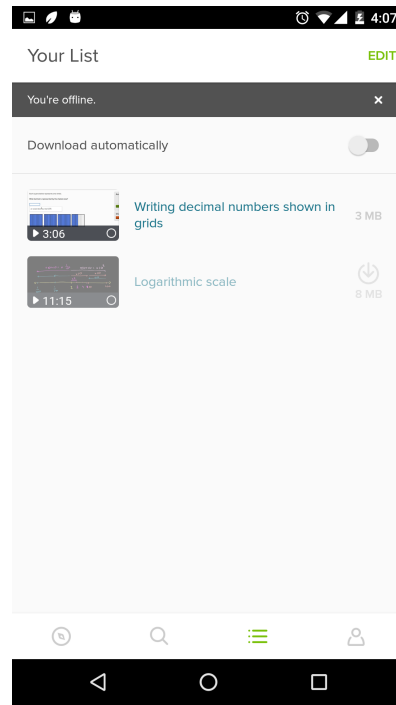 4:07
Your List
EDIT
You're offline.
Download automatically
3:06
Writing decimal numbers shown in
grids
3 MB
11:15
Logarithmic scale
8 MB